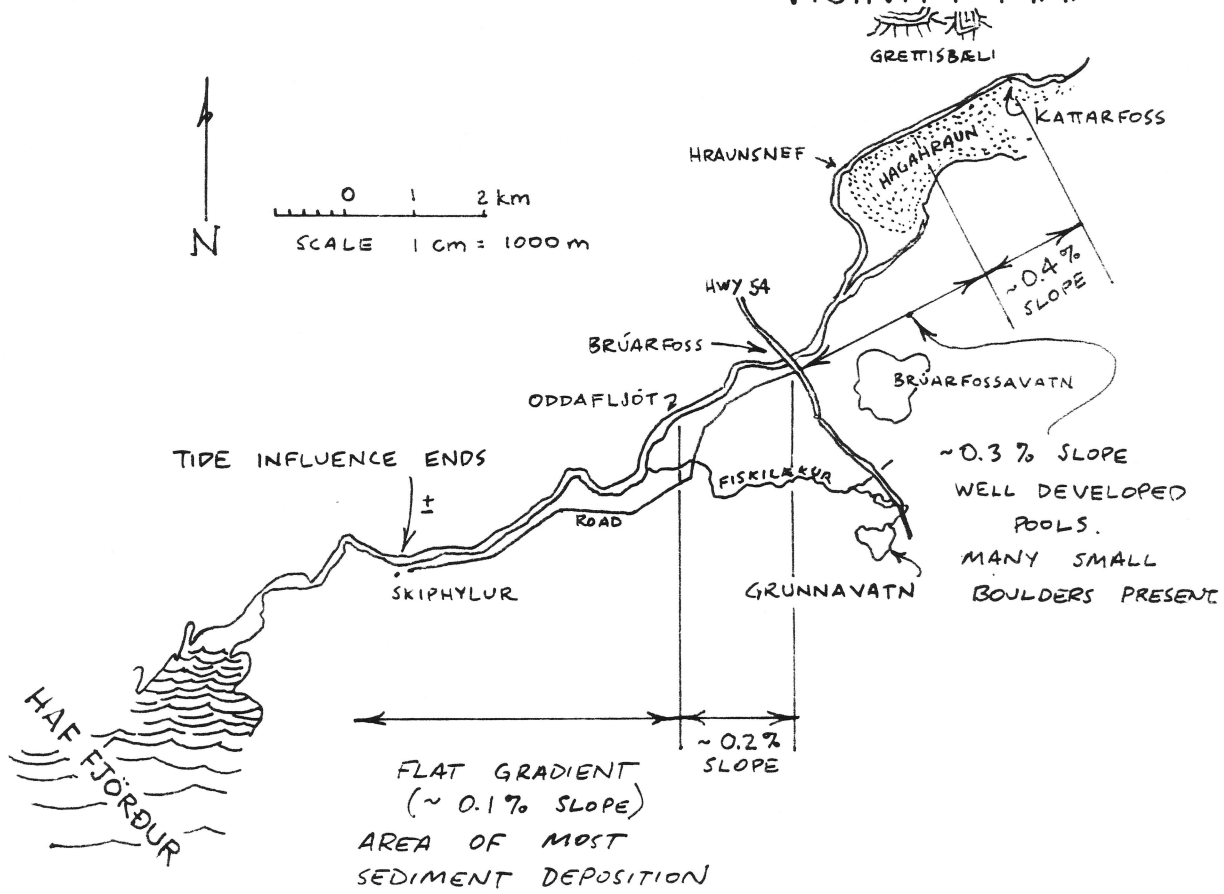 GRETTISBÆLI
KATTARFOSS
HRAUNSNEF
HAGAHRAUN
0 1 2 km
SCALE 1 cm = 1000 m
N
~0.4%
SLOPE
HWY 54
BRÚARFOSS
BRÚARFOSSAVATN
ODDAFLJÓT
TIDE INFLUENCE ENDS
±
~0.3% SLOPE
WELL DEVELOPED
POOLS.
MANY SMALL
BOULDERS PRESENT
FISKILÆKUR
ROAD
SKIPHYLUR
GRUNNAVATN
HAF FJÖRÐUR
~0.2%
SLOPE
FLAT GRADIENT
(~0.1% SLOPE)
AREA OF MOST
SEDIMENT DEPOSITION